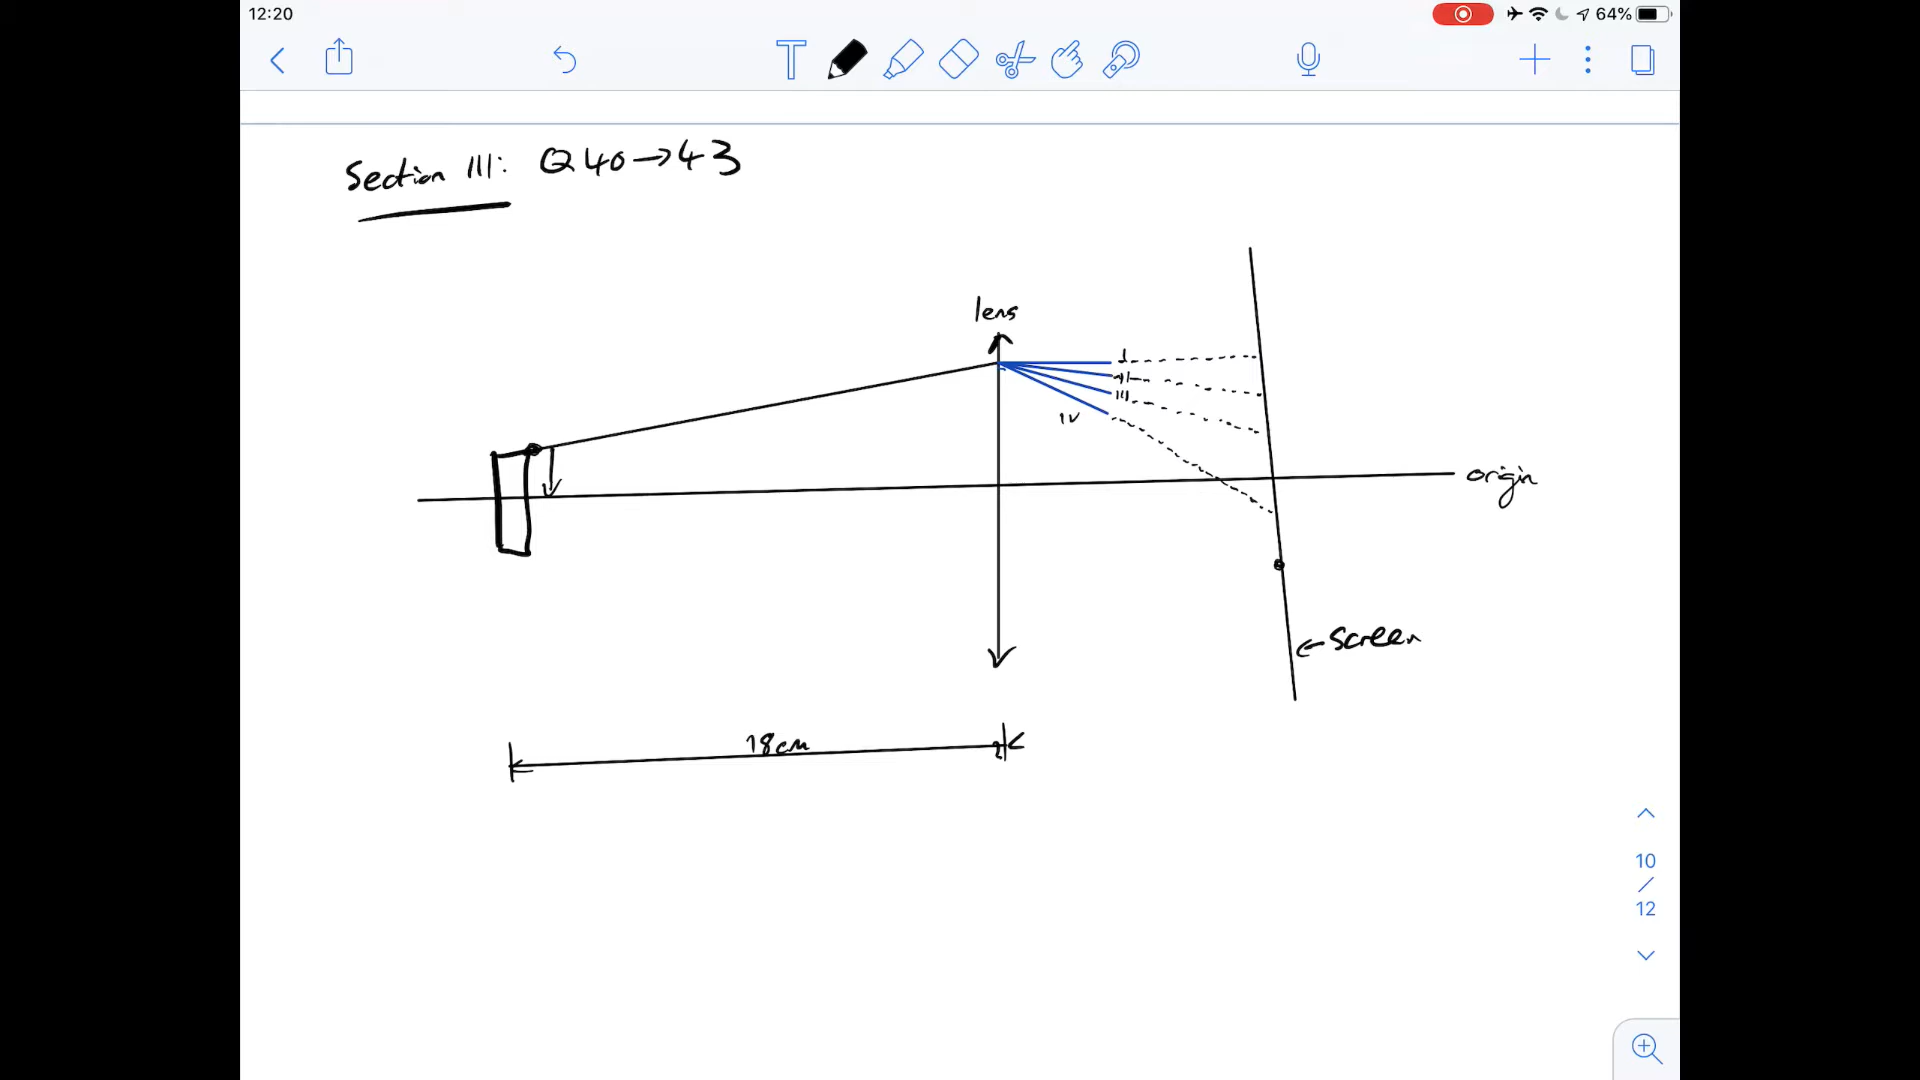 12:20
64%
T
Section III: Q40→43
lens
I
II
III
IV
origin
←screen
18cm
10
/
12